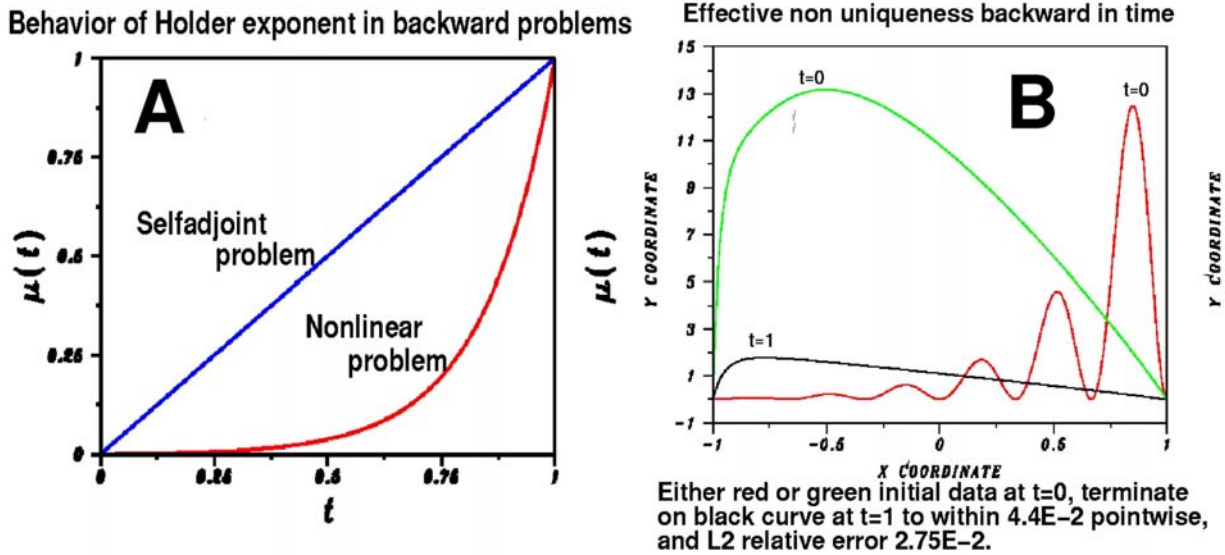 Behavior of Holder exponent in backward problems
A
1
0.75
0.5
0.25
0
μ(t)
Selfadjoint
problem
Nonlinear
problem
0
0.25
0.5
0.75
1
t
μ(t)
Effective non uniqueness backward in time
B
15
13
11
9
7
5
3
1
-1
Y COORDINATE
t=0
t=0
t=1
-1
-0.5
0
0.5
1
X COORDINATE
Y COORDINATE
Either red or green initial data at t=0, terminate
on black curve at t=1 to within 4.4E-2 pointwise,
and L2 relative error 2.75E-2.